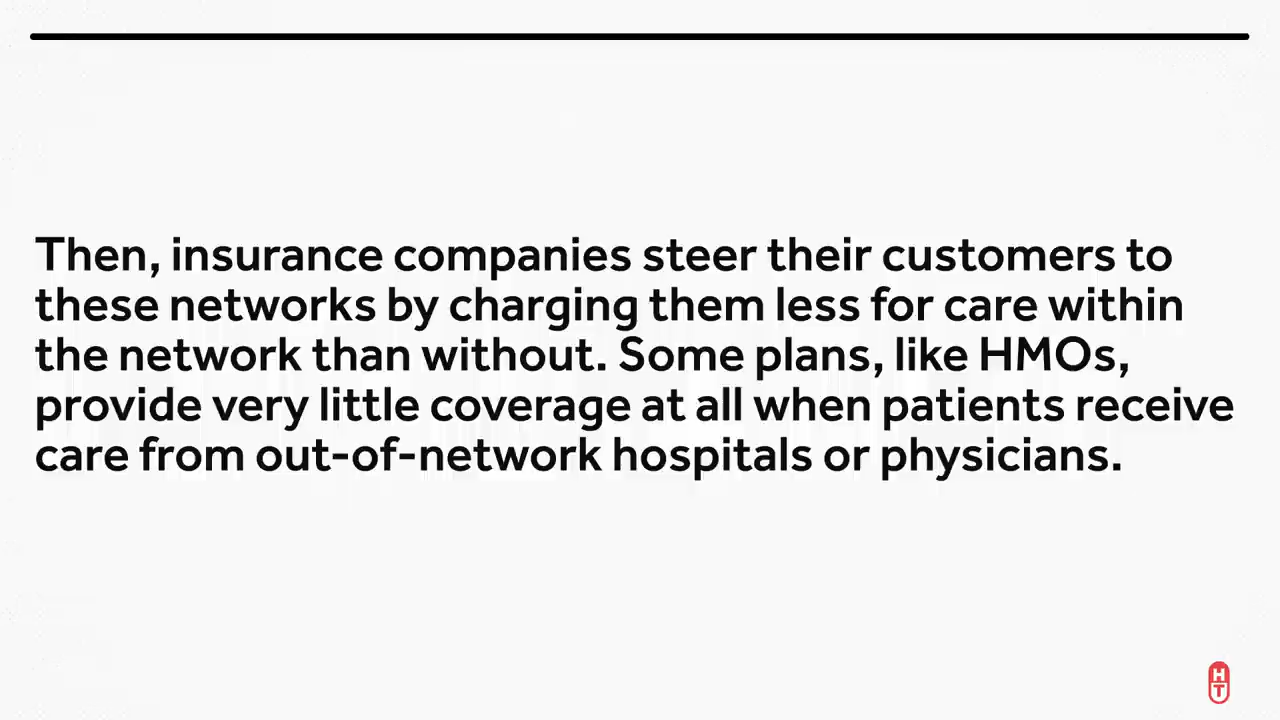 Then, insurance companies steer their customers to
these networks by charging them less for care within
the network than without. Some plans, like HMOs,
provide very little coverage at all when patients receive
care from out-of-network hospitals or physicians.
H
T